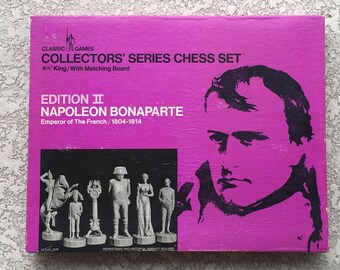 CLASSIC GAMES
COLLECTORS' SERIES CHESS SET
4¼" King/With Matching Board
EDITION II
NAPOLEON BONAPARTE
Emperor of The French / 1804-1814